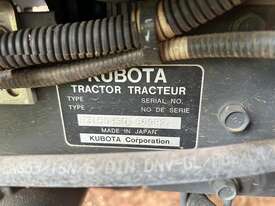 KUBOTA
TRACTOR TRACTEUR
TYPE SERIAL NO.
TYPE NO DE SERIE
MADE IN JAPAN
KUBOTA Corporation